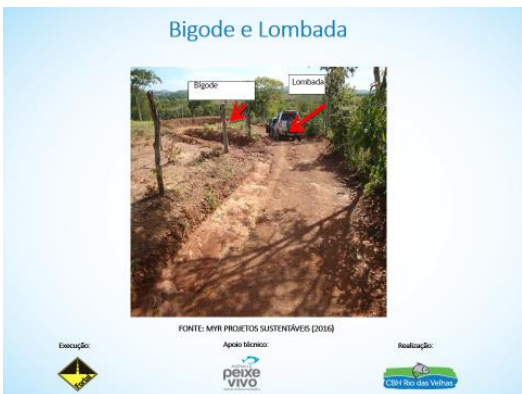 Bigode e Lombada
Bigode
Lombada
FONTE: MYR PROJETOS SUSTENTÁVEIS (2016)
Execução:
Apoio técnico:
Realização:
peixe
vivo
CBH Rio das Velhas